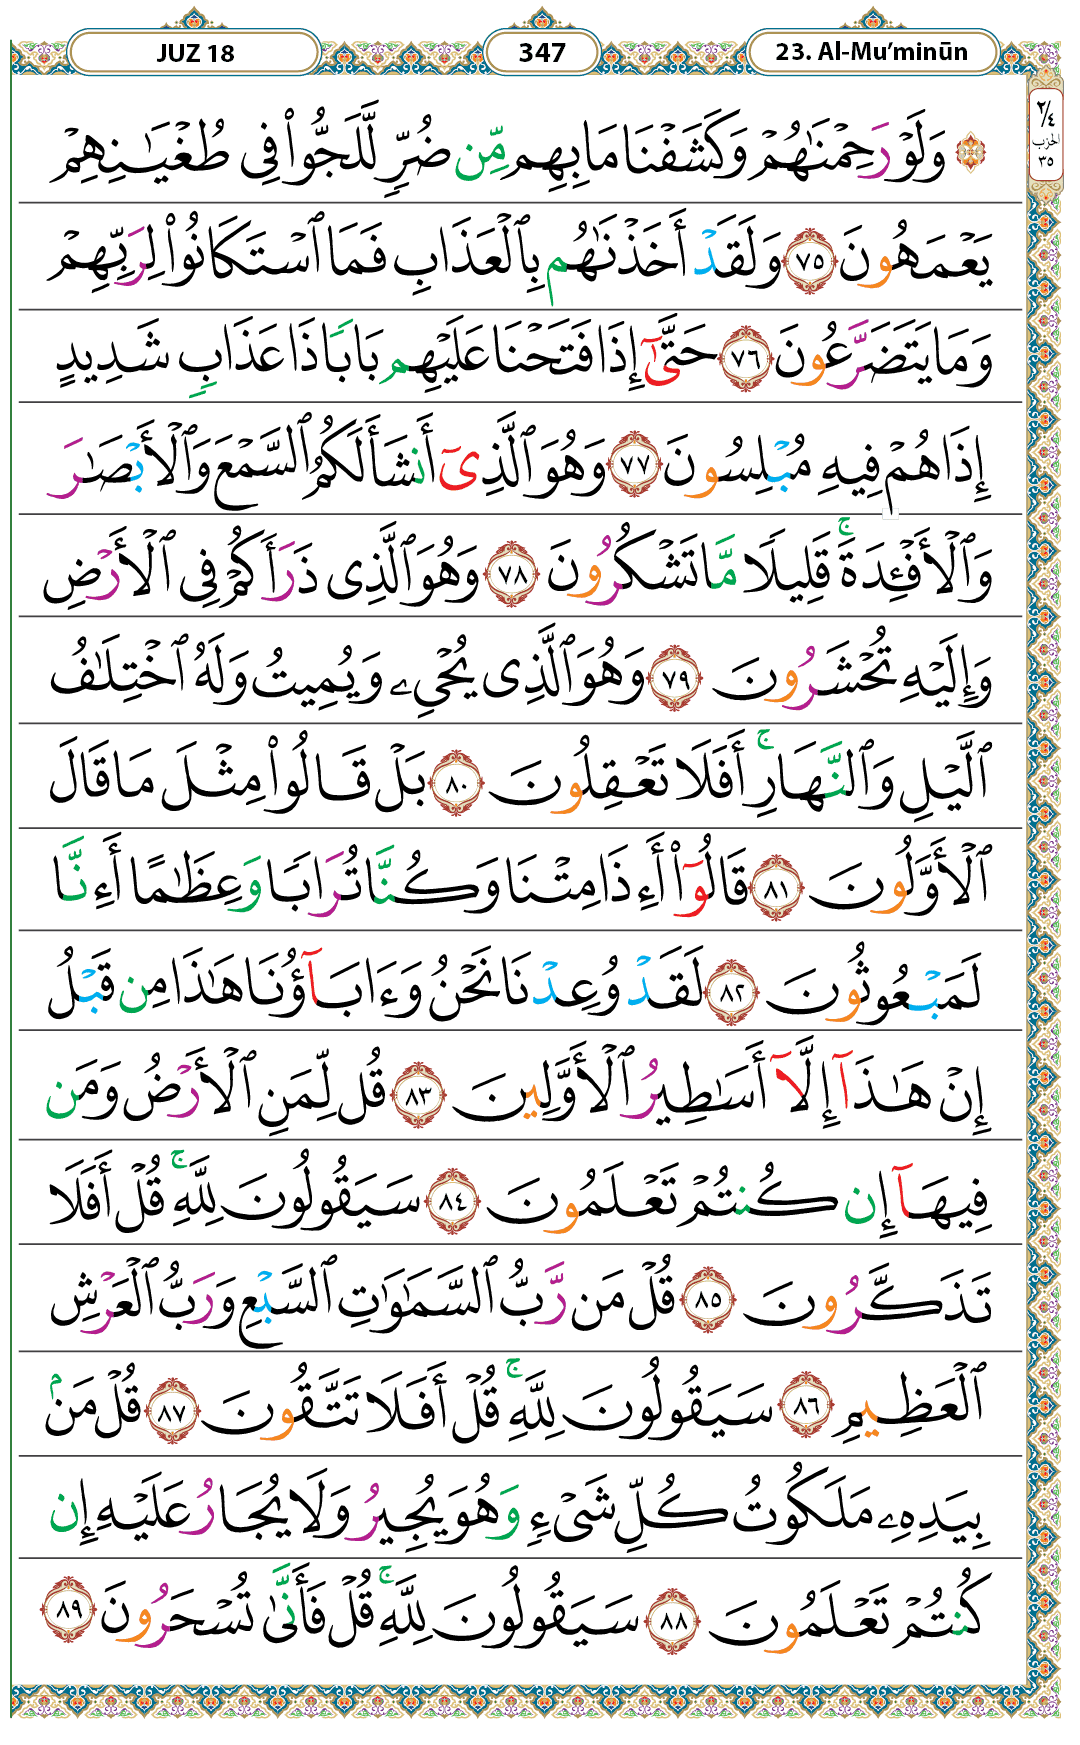 JUZ 18
347
23. Al-Mu’minūn
٢/٤
الحزب
٣٥
۞ وَلَوْ رَحِمْنَٰهُمْ وَكَشَفْنَا مَا بِهِم مِّن ضُرٍّ لَّلَجُّوا۟ فِى طُغْيَٰنِهِمْ
يَعْمَهُونَ ٧٥ وَلَقَدْ أَخَذْنَٰهُم بِٱلْعَذَابِ فَمَا ٱسْتَكَانُوا۟ لِرَبِّهِمْ
وَمَا يَتَضَرَّعُونَ ٧٦ حَتَّىٰٓ إِذَا فَتَحْنَا عَلَيْهِم بَابًا ذَا عَذَابٍ شَدِيدٍ
إِذَا هُمْ فِيهِ مُبْلِسُونَ ٧٧ وَهُوَ ٱلَّذِىٓ أَنشَأَ لَكُمُ ٱلسَّمْعَ وَٱلْأَبْصَٰرَ
وَٱلْأَفْـِٔدَةَ ۚ قَلِيلًا مَّا تَشْكُرُونَ ٧٨ وَهُوَ ٱلَّذِى ذَرَأَكُمْ فِى ٱلْأَرْضِ
وَإِلَيْهِ تُحْشَرُونَ ٧٩ وَهُوَ ٱلَّذِى يُحْىِۦ وَيُمِيتُ وَلَهُ ٱخْتِلَٰفُ
ٱلَّيْلِ وَٱلنَّهَارِ ۚ أَفَلَا تَعْقِلُونَ ٨٠ بَلْ قَالُوا۟ مِثْلَ مَا قَالَ
ٱلْأَوَّلُونَ ٨١ قَالُوٓا۟ أَءِذَا مِتْنَا وَكُنَّا تُرَابًا وَعِظَٰمًا أَءِنَّا
لَمَبْعُوثُونَ ٨٢ لَقَدْ وُعِدْنَا نَحْنُ وَءَابَآؤُنَا هَٰذَا مِن قَبْلُ
إِنْ هَٰذَآ إِلَّآ أَسَٰطِيرُ ٱلْأَوَّلِينَ ٨٣ قُل لِّمَنِ ٱلْأَرْضُ وَمَن
فِيهَآ إِن كُنتُمْ تَعْلَمُونَ ٨٤ سَيَقُولُونَ لِلَّهِ ۚ قُلْ أَفَلَا
تَذَكَّرُونَ ٨٥ قُلْ مَن رَّبُّ ٱلسَّمَٰوَٰتِ ٱلسَّبْعِ وَرَبُّ ٱلْعَرْشِ
ٱلْعَظِيمِ ٨٦ سَيَقُولُونَ لِلَّهِ ۚ قُلْ أَفَلَا تَتَّقُونَ ٨٧ قُلْ مَنۢ
بِيَدِهِۦ مَلَكُوتُ كُلِّ شَىْءٍ وَهُوَ يُجِيرُ وَلَا يُجَارُ عَلَيْهِ إِن
كُنتُمْ تَعْلَمُونَ ٨٨ سَيَقُولُونَ لِلَّهِ ۚ قُلْ فَأَنَّىٰ تُسْحَرُونَ ٨٩